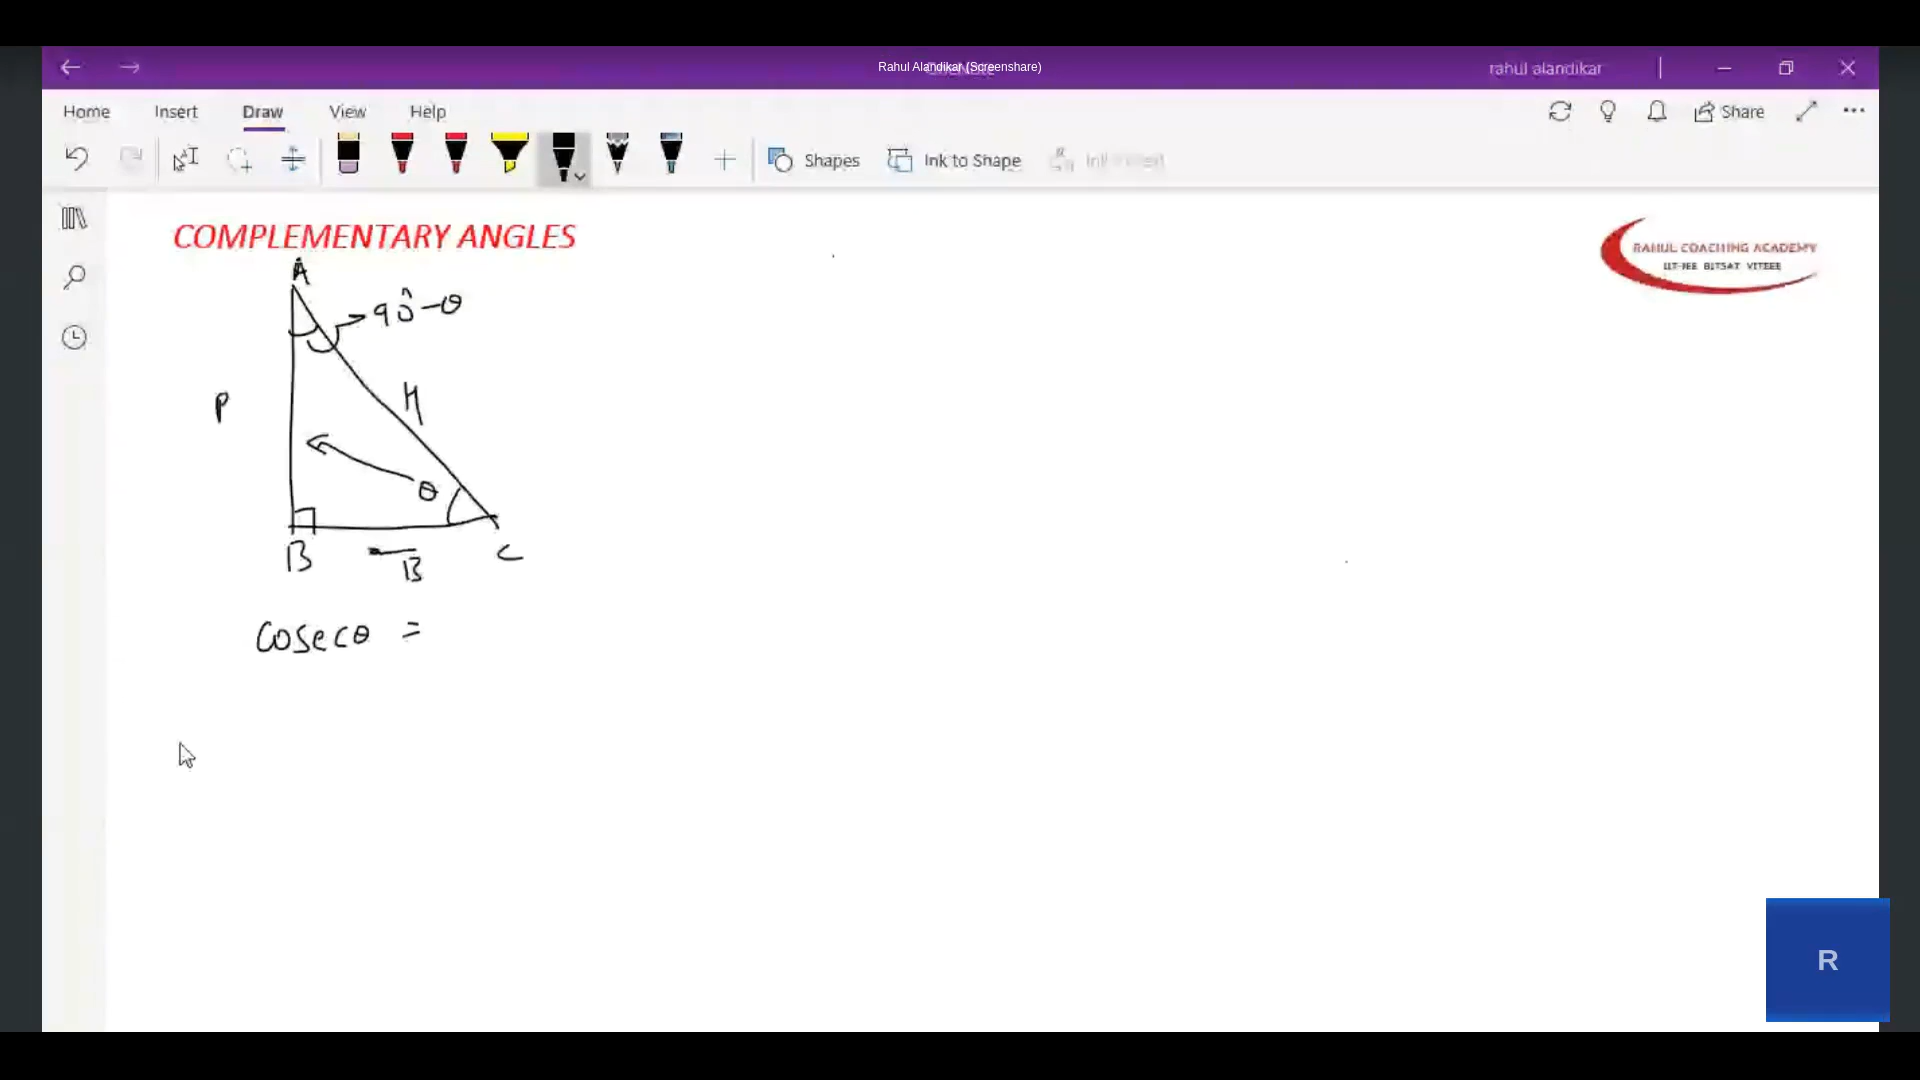 Rahul Alandikar (Screenshare)
rahul alandikar
Home Insert Draw View Help
Share
Shapes Ink to Shape
COMPLEMENTARY ANGLES
RAHUL COACHING ACADEMY
IIT-JEE BITSAT VITEEE
A
90°-θ
P
H
θ
B
C
B
cosecθ =
R